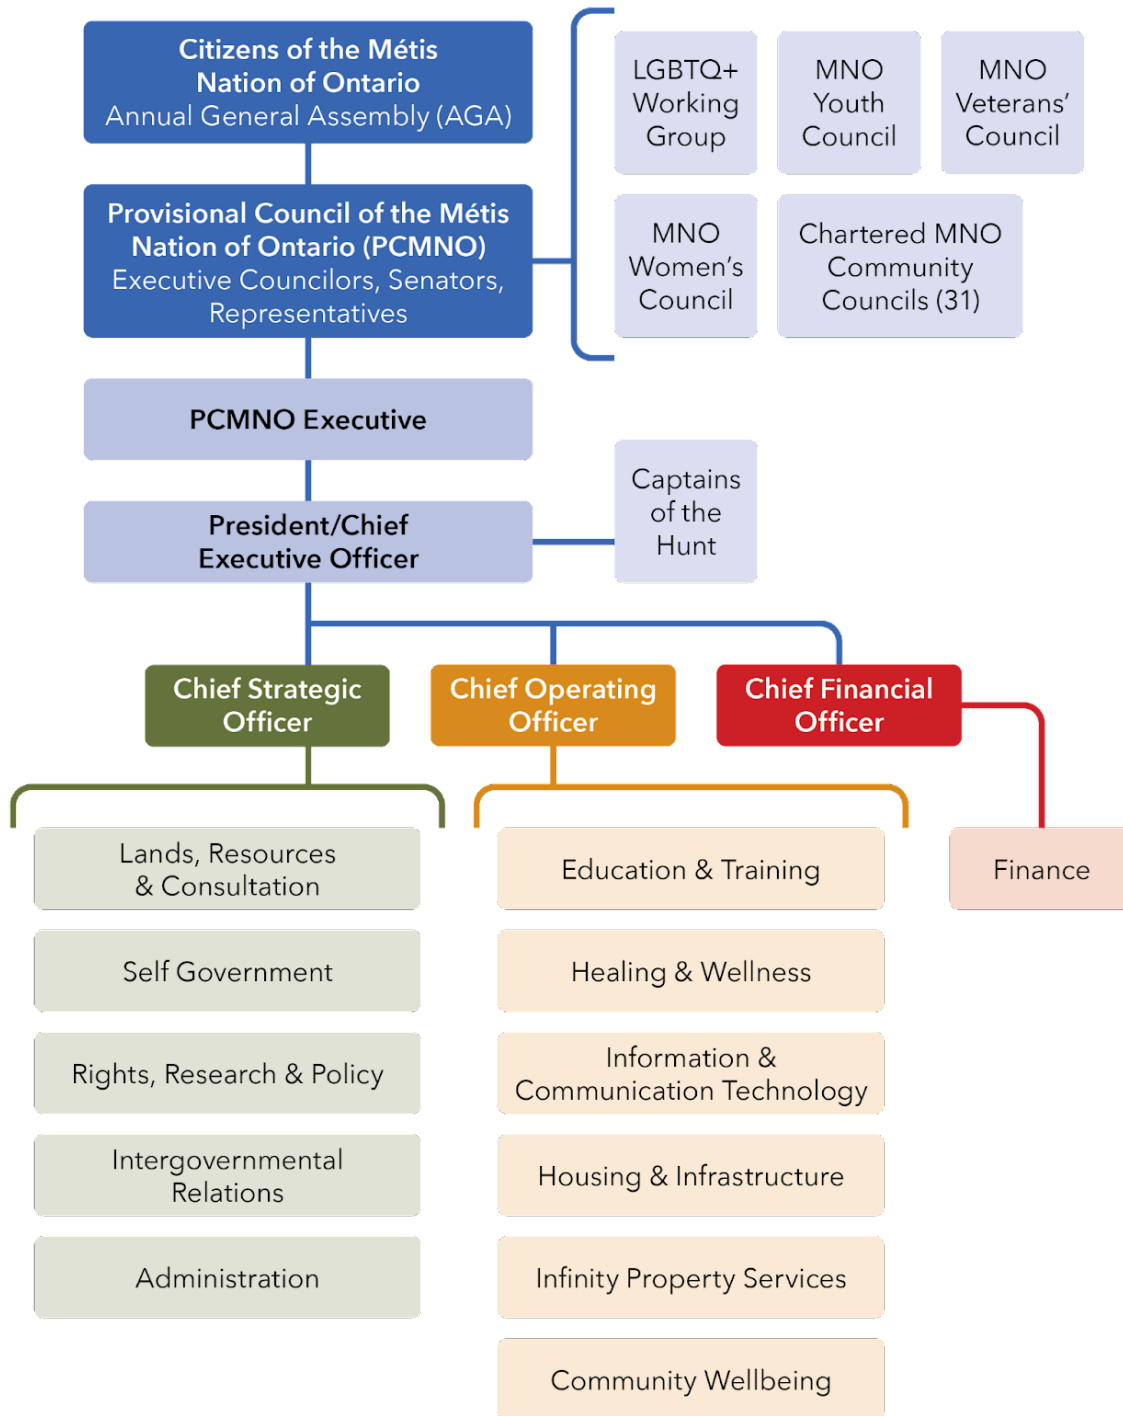 Citizens of the Métis
Nation of Ontario
Annual General Assembly (AGA)
Provisional Council of the Métis
Nation of Ontario (PCMNO)
Executive Councilors, Senators,
Representatives
LGBTQ+
Working
Group
MNO
Youth
Council
MNO
Veterans’
Council
MNO
Women’s
Council
Chartered MNO
Community
Councils (31)
PCMNO Executive
President/Chief
Executive Officer
Captains
of the
Hunt
Chief Strategic
Officer
Chief Operating
Officer
Chief Financial
Officer
Lands, Resources
& Consultation
Self Government
Rights, Research & Policy
Intergovernmental
Relations
Administration
Education & Training
Healing & Wellness
Information &
Communication Technology
Housing & Infrastructure
Infinity Property Services
Community Wellbeing
Finance